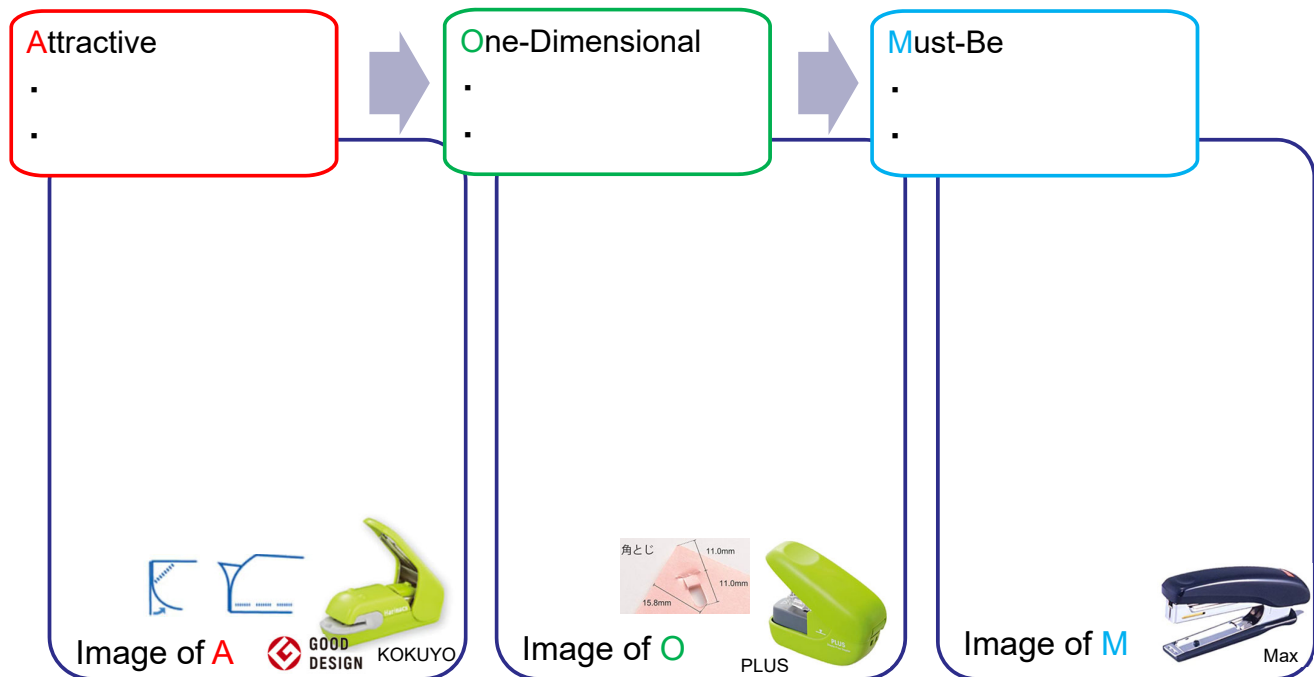 Attractive
▪
▪
One-Dimensional
▪
▪
Must-Be
▪
▪
角とじ
11.0mm
11.0mm
15.8mm
Image of A
GOOD DESIGN
KOKUYO
Image of O
PLUS
Image of M
Max